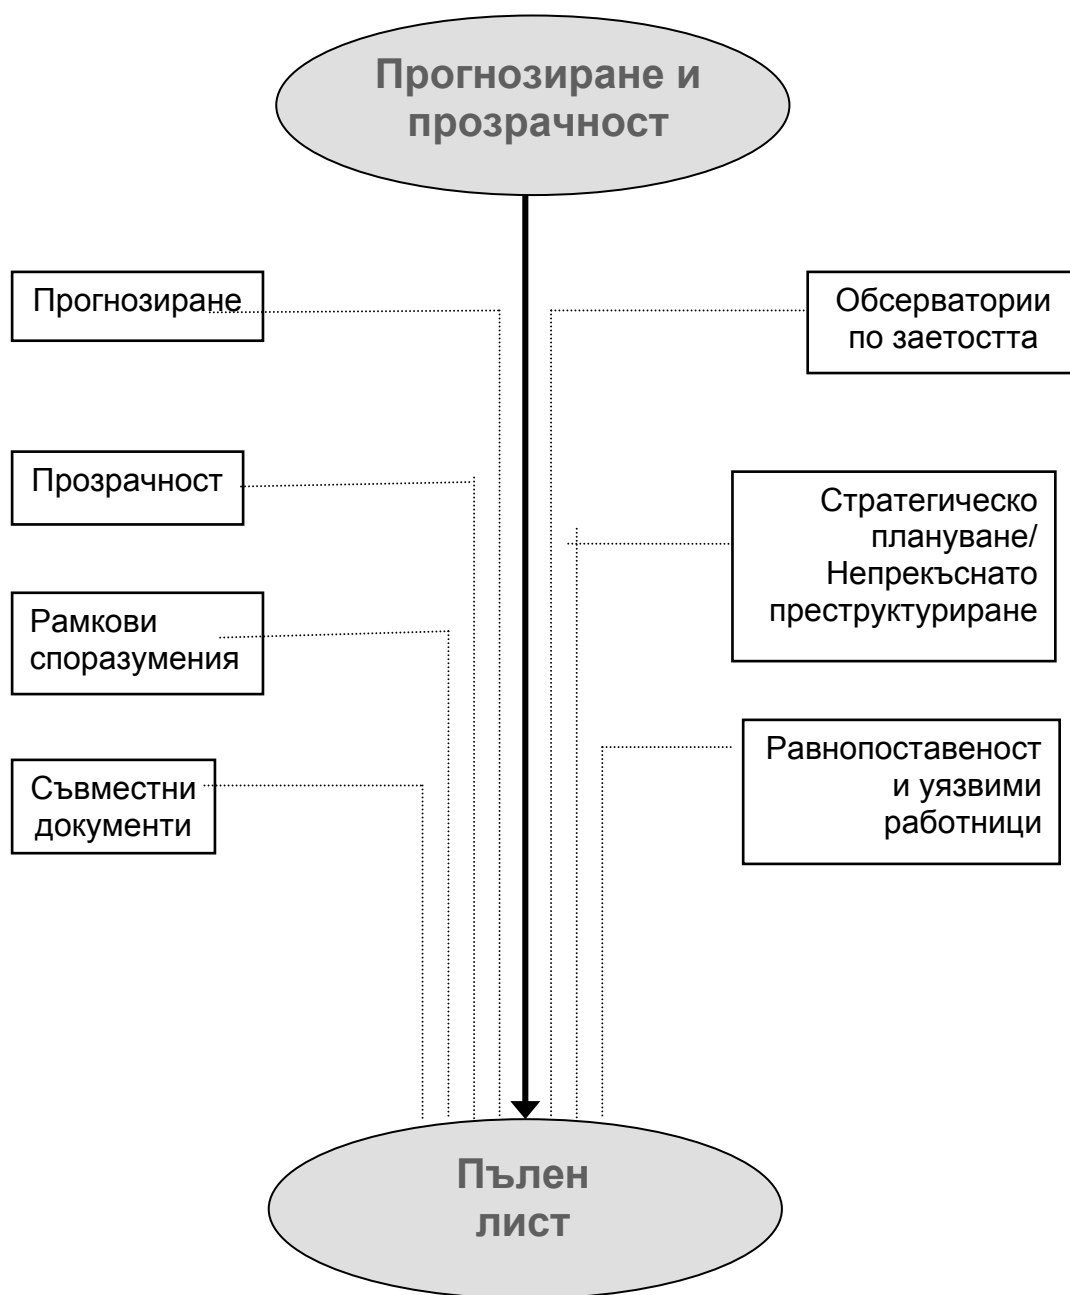 Прогнозиране и
прозрачност
Прогнозиране
Обсерватории
по заетостта
Прозрачност
Стратегическо
плануване/
Непрекъснато
преструктуриране
Рамкови
споразумения
Съвместни
документи
Равнопоставеност
и уязвими
работници
Пълен
лист